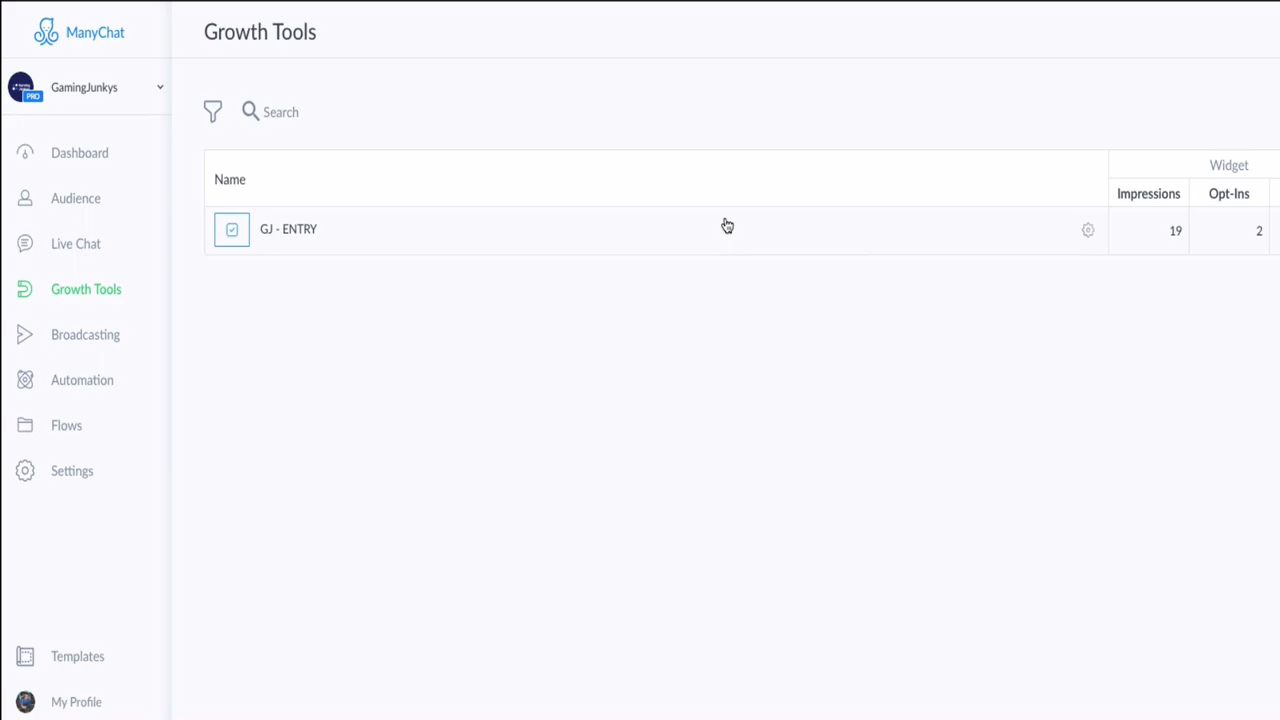 ManyChat
Growth Tools
GamingJunkys
PRO
Search
Dashboard
Audience
Live Chat
Growth Tools
Broadcasting
Automation
Flows
Settings
Templates
My Profile
Name
Widget
Impressions
Opt-Ins
GJ - ENTRY
19
2